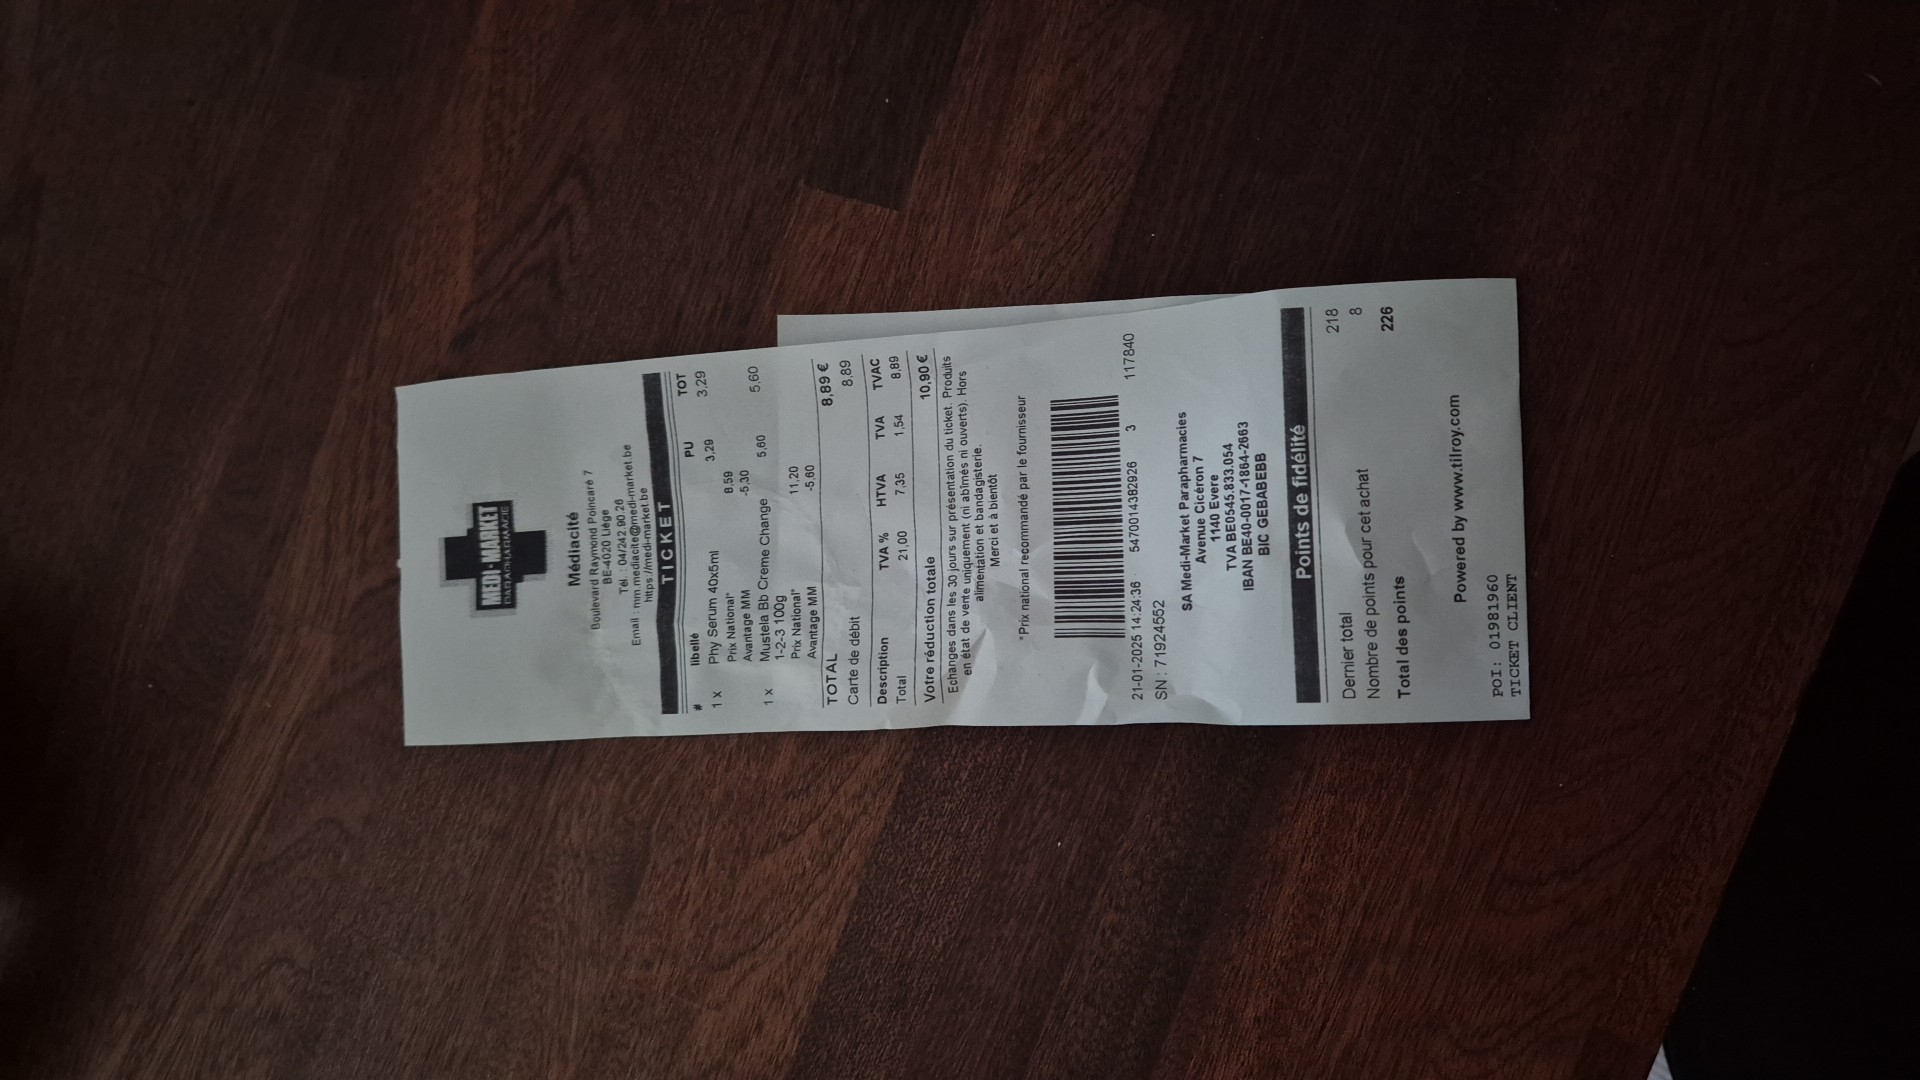 MEDI-MARKET
PARAPHARMACIE
Médiacité
Boulevard Raymond Poincaré 7
BE-4020 Liège
Tél. : 04/242.90.26
Email : mm.mediacite@medi-market.be
https://medi-market.be
TICKET
# libellé PU TOT
1 x Phy Serum 40x5ml 3,29 3,29
Prix National* 8,59
Avantage MM -5,30
1 x Mustela Bb Creme Change 5,60 5,60
1-2-3 100g
Prix National* 11,20
Avantage MM -5,60
TOTAL 8,89 €
Carte de débit 8,89
Description TVA % HTVA TVA TVAC
Total 21,00 7,35 1,54 8,89
Votre réduction totale 10,90 €
Echanges dans les 30 jours sur présentation du ticket. Produits
en état de vente uniquement (ni abîmés ni ouverts). Hors
alimentation et bandagisterie.
Merci et à bientôt
*Prix national recommandé par le fournisseur
21-01-2025 14:24:36 5470014382926 3 117840
SN : 71924552
SA Medi-Market Parapharmacies
Avenue Cicéron 7
1140 Evere
TVA BE0545.833.054
IBAN BE40-0017-1864-2663
BIC GEBABEBB
Points de fidélité
Dernier total 218
Nombre de points pour cet achat 8
Total des points 226
Powered by www.tilroy.com
POI: 01981960
TICKET CLIENT